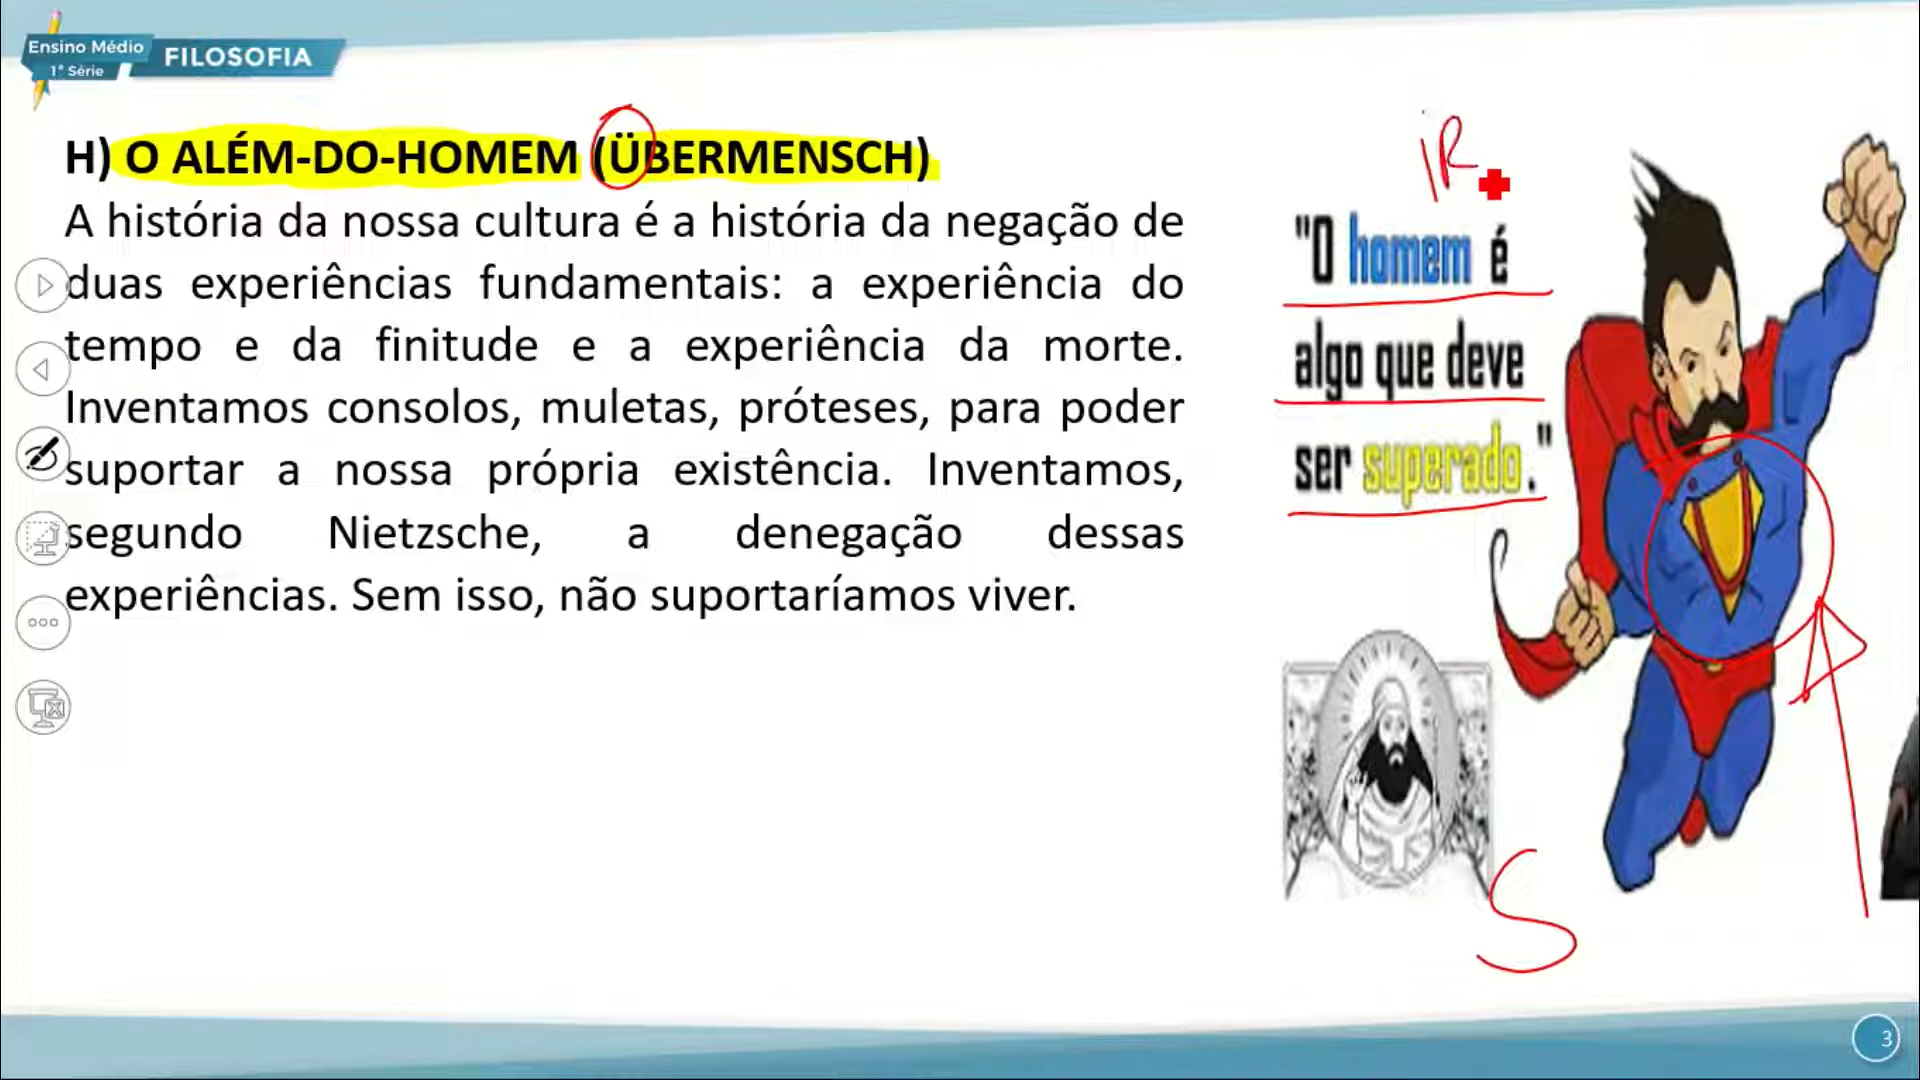 Ensino Médio
1ª Série
FILOSOFIA
H) O ALÉM-DO-HOMEM (ÜBERMENSCH)
A história da nossa cultura é a história da negação de
duas experiências fundamentais: a experiência do
tempo e da finitude e a experiência da morte.
Inventamos consolos, muletas, próteses, para poder
suportar a nossa própria existência. Inventamos,
segundo Nietzsche, a denegação dessas
experiências. Sem isso, não suportaríamos viver.
IR
"O homem é
algo que deve
ser superado."
S
3